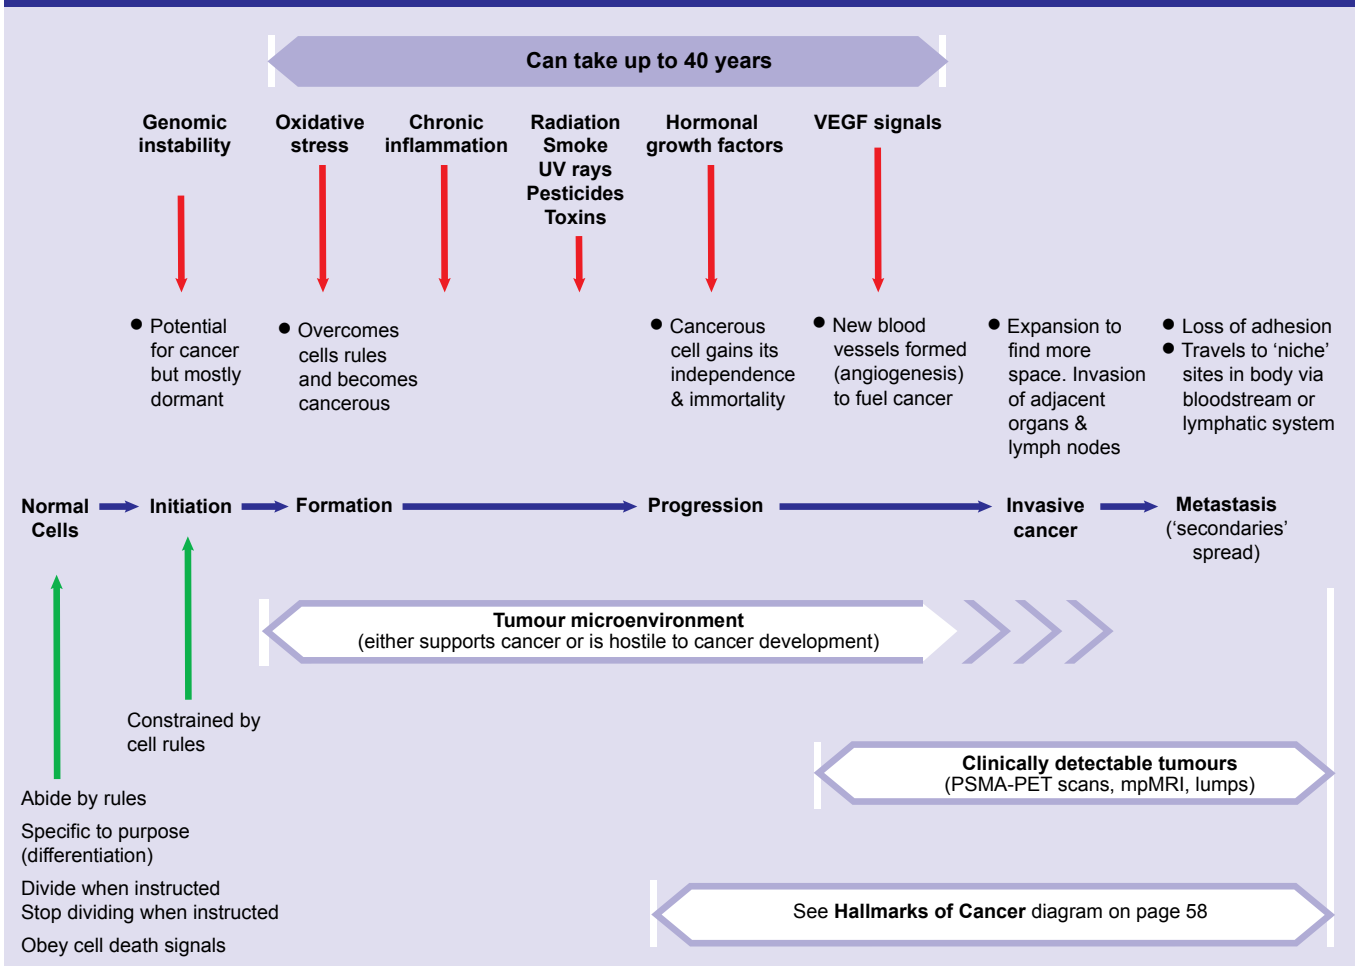 Can take up to 40 years
Genomic
instability
Oxidative
stress
Chronic
inflammation
Radiation
Smoke
UV rays
Pesticides
Toxins
Hormonal
growth factors
VEGF signals
● Potential
for cancer
but mostly
dormant
● Overcomes
cells rules
and becomes
cancerous
● Cancerous
cell gains its
independence
& immortality
● New blood
vessels formed
(angiogenesis)
to fuel cancer
● Expansion to
find more
space. Invasion
of adjacent
organs &
lymph nodes
● Loss of adhesion
● Travels to ‘niche’
sites in body via
bloodstream or
lymphatic system
Normal
Cells
Initiation
Formation
Progression
Invasive
cancer
Metastasis
(‘secondaries’
spread)
Tumour microenvironment
(either supports cancer or is hostile to cancer development)
Constrained by
cell rules
Clinically detectable tumours
(PSMA-PET scans, mpMRI, lumps)
Abide by rules
Specific to purpose
(differentiation)
Divide when instructed
Stop dividing when instructed
Obey cell death signals
See Hallmarks of Cancer diagram on page 58